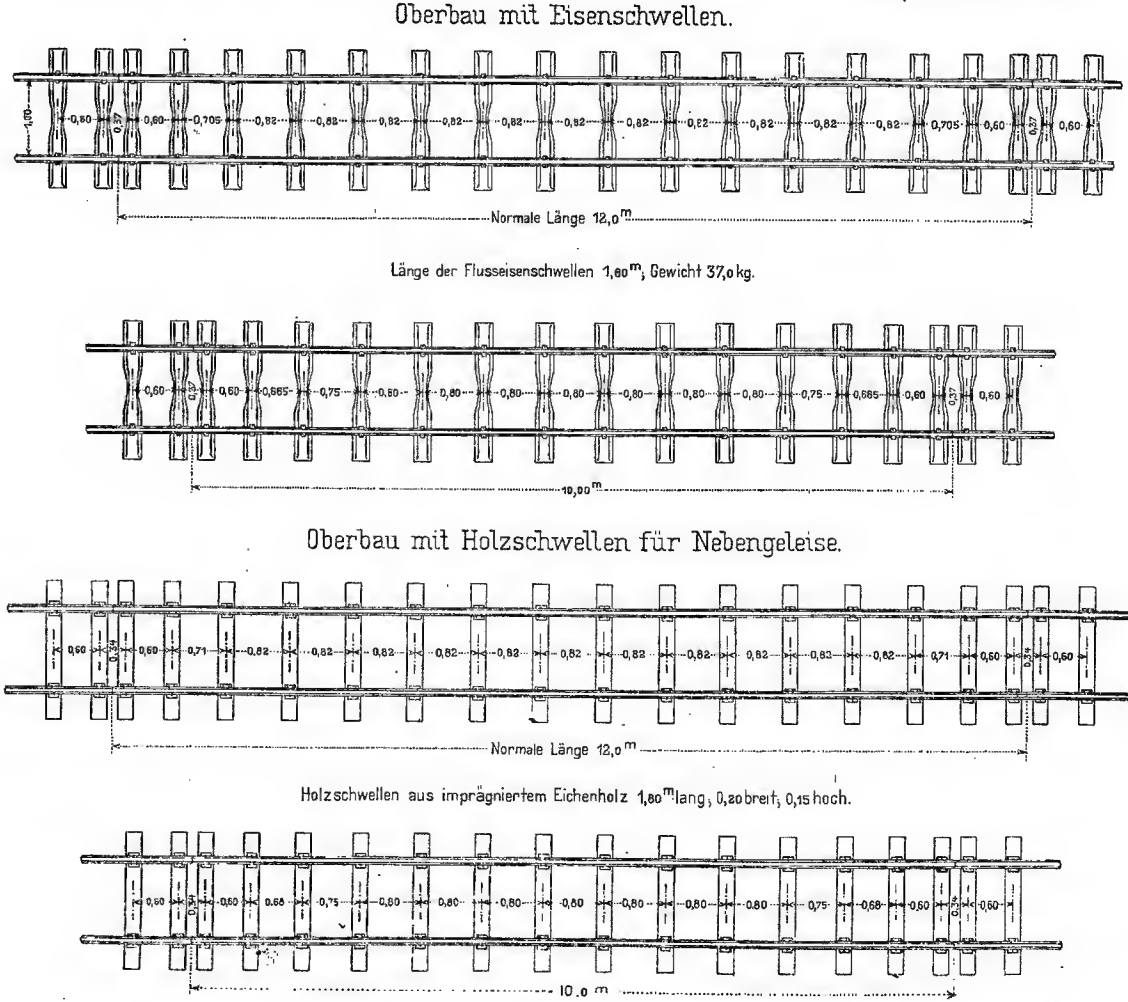 Oberbau mit Eisenschwellen.
1,00 0,60 0,37 0,60 0,705 0,82 0,82 0,82 0,82 0,82 0,82 0,82 0,82 0,82 0,82 0,82 0,705 0,60 0,37 0,60
Normale Länge 12,0 m
Länge der Flusseisenschwellen 1,80 m; Gewicht 37,0 kg.
0,60 0,37 0,60 0,665 0,75 0,80 0,80 0,80 0,80 0,80 0,80 0,80 0,75 0,665 0,60 0,37 0,60
10,00 m
Oberbau mit Holzschwellen für Nebengeleise.
0,60 0,34 0,60 0,71 0,82 0,82 0,82 0,82 0,82 0,82 0,82 0,82 0,82 0,82 0,82 0,71 0,60 0,34 0,60
Normale Länge 12,0 m
Holzschwellen aus imprägniertem Eichenholz 1,80 m lang; 0,20 breit; 0,15 hoch.
0,60 0,34 0,60 0.68 0,75 0,80 0,80 0,80 0,80 0,80 0,80 0,80 0,75 0,68 0,60 0,34 0,60
10.0 m